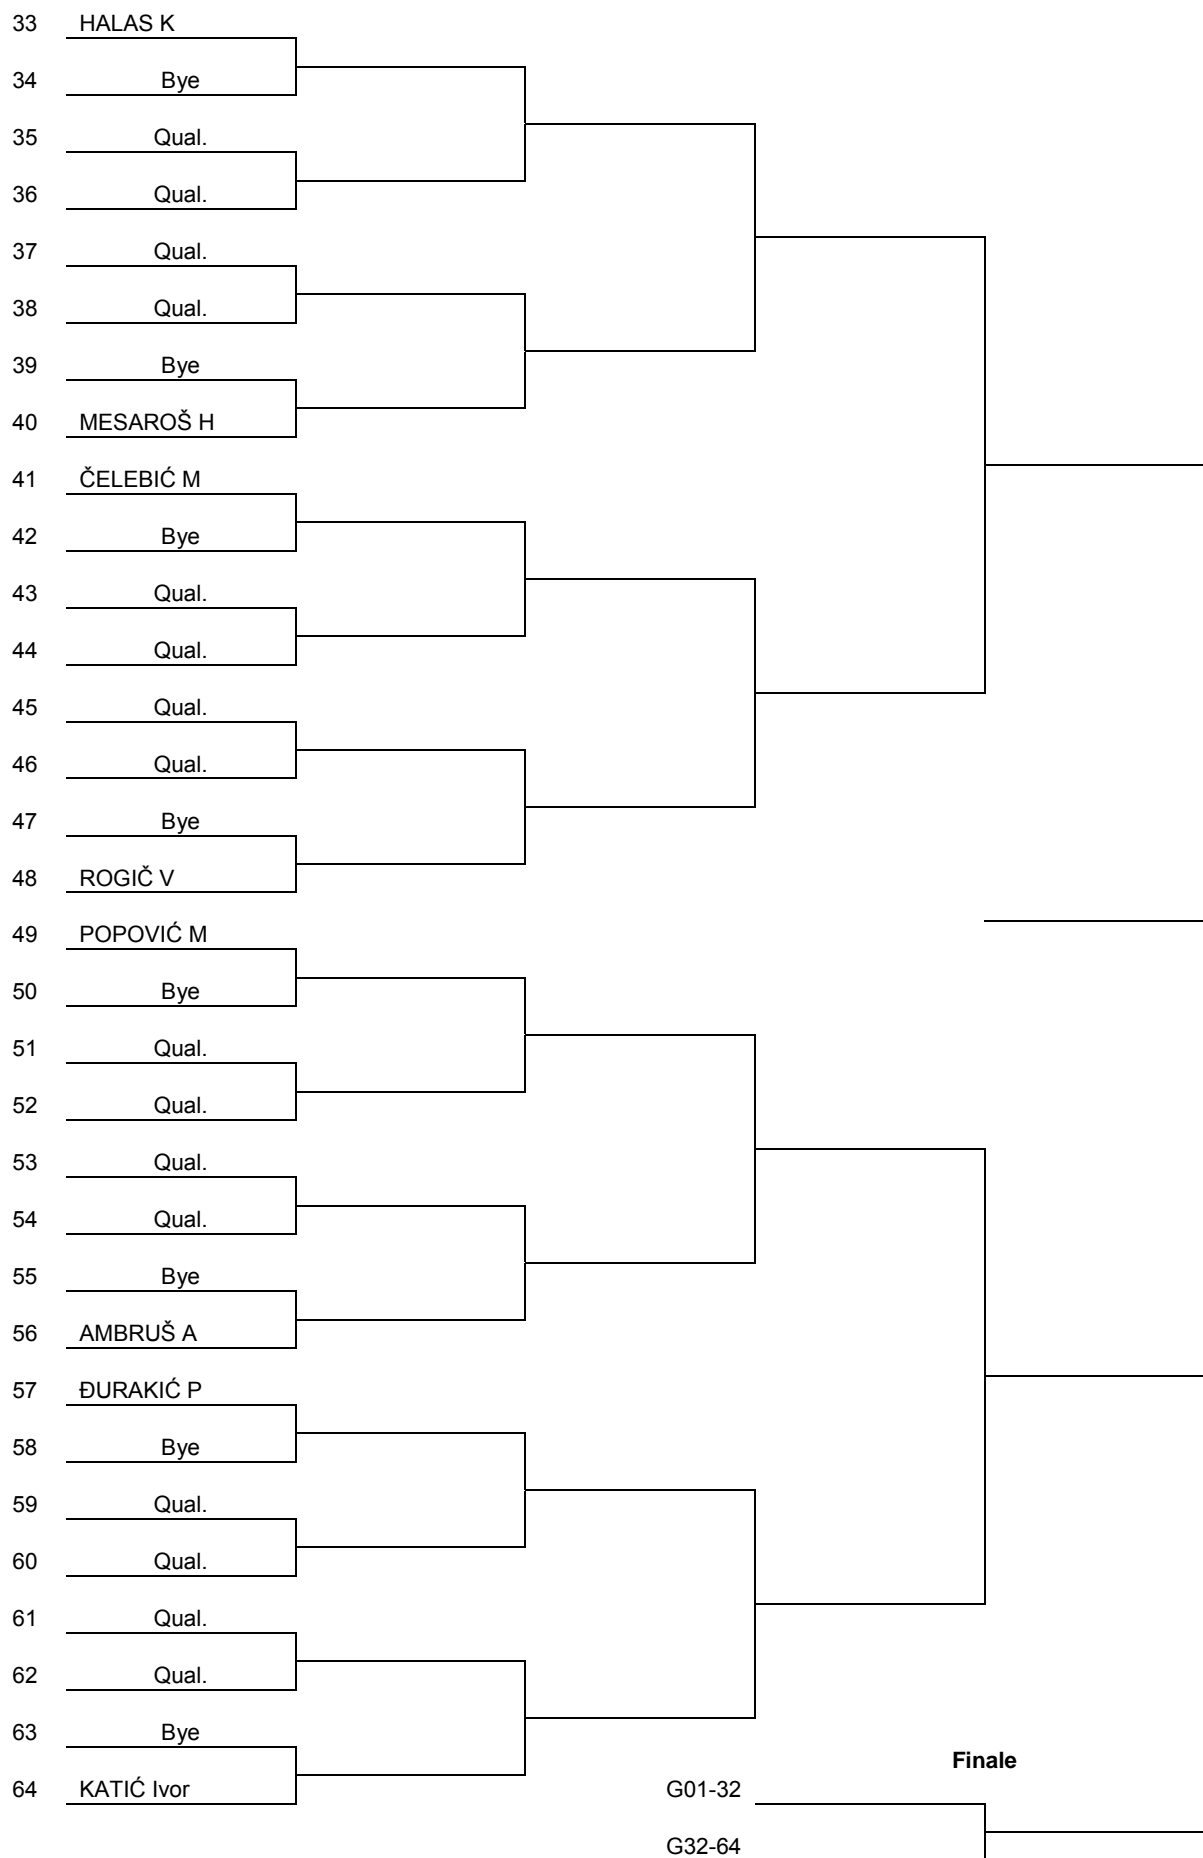 33 HALAS K
34 Bye
35 Qual.
36 Qual.
37 Qual.
38 Qual.
39 Bye
40 MESAROŠ H
41 ČELEBIĆ M
42 Bye
43 Qual.
44 Qual.
45 Qual.
46 Qual.
47 Bye
48 ROGIČ V
49 POPOVIĆ M
50 Bye
51 Qual.
52 Qual.
53 Qual.
54 Qual.
55 Bye
56 AMBRUŠ A
57 ĐURAKIĆ P
58 Bye
59 Qual.
60 Qual.
61 Qual.
62 Qual.
63 Bye
Finale
64 KATIĆ Ivor G01-32
G32-64